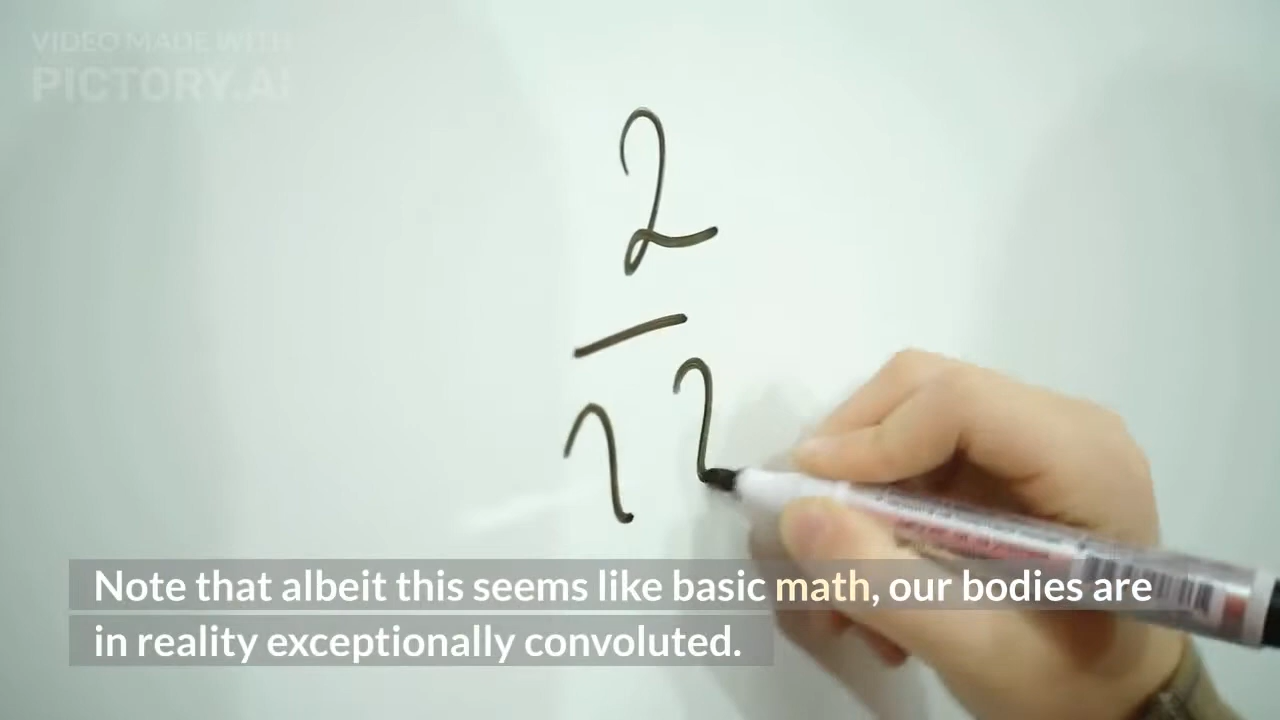 VIDEO MADE WITH
PICTORY.AI
2
Note that albeit this seems like basic math, our bodies are
in reality exceptionally convoluted.